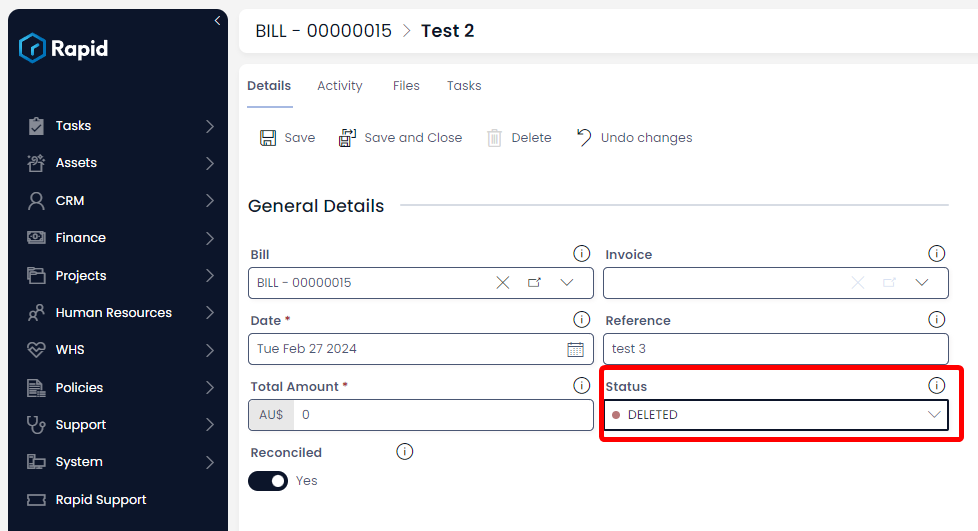 Rapid
Tasks
Assets
CRM
Finance
Projects
Human Resources
WHS
Policies
Support
System
Rapid Support
BILL - 00000015 > Test 2
Details Activity Files Tasks
Save Save and Close Delete Undo changes
General Details
Bill Invoice
BILL - 00000015
Date * Reference
Tue Feb 27 2024 test 3
Total Amount * Status
AU$ 0 DELETED
Reconciled
Yes